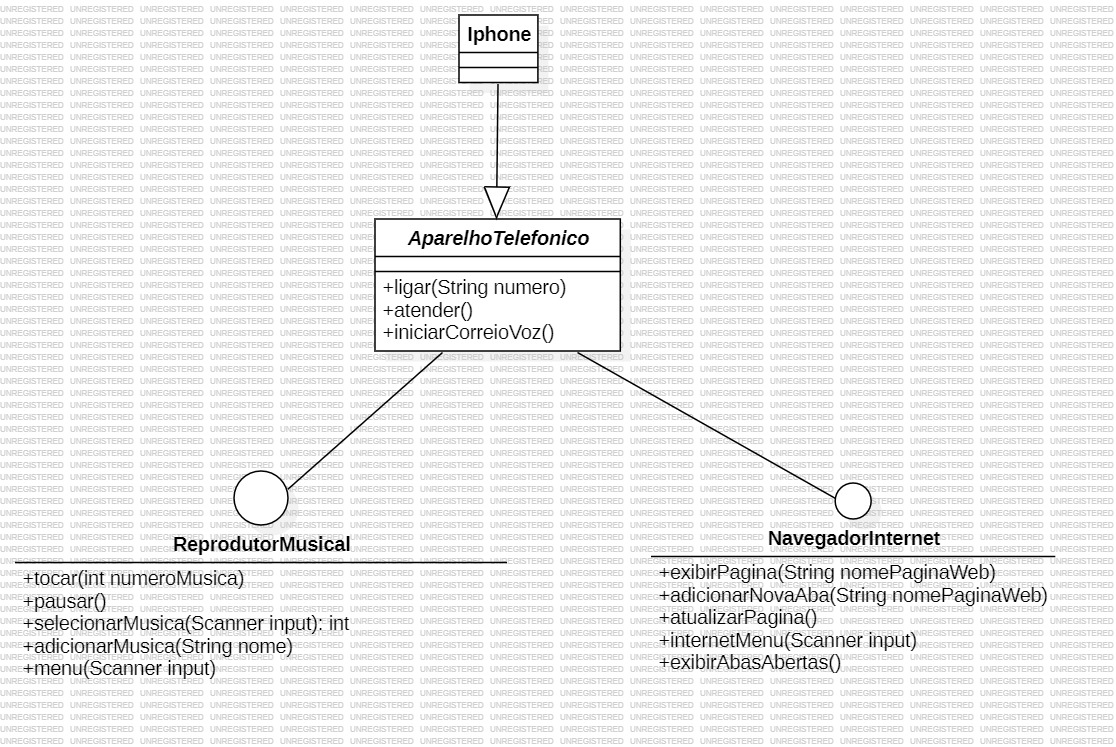 Iphone
AparelhoTelefonico
+ligar(String numero)
+atender()
+iniciarCorreioVoz()
ReprodutorMusical
+tocar(int numeroMusica)
+pausar()
+selecionarMusica(Scanner input): int
+adicionarMusica(String nome)
+menu(Scanner input)
NavegadorInternet
+exibirPagina(String nomePaginaWeb)
+adicionarNovaAba(String nomePaginaWeb)
+atualizarPagina()
+internetMenu(Scanner input)
+exibirAbasAbertas()
UNREGISTERED